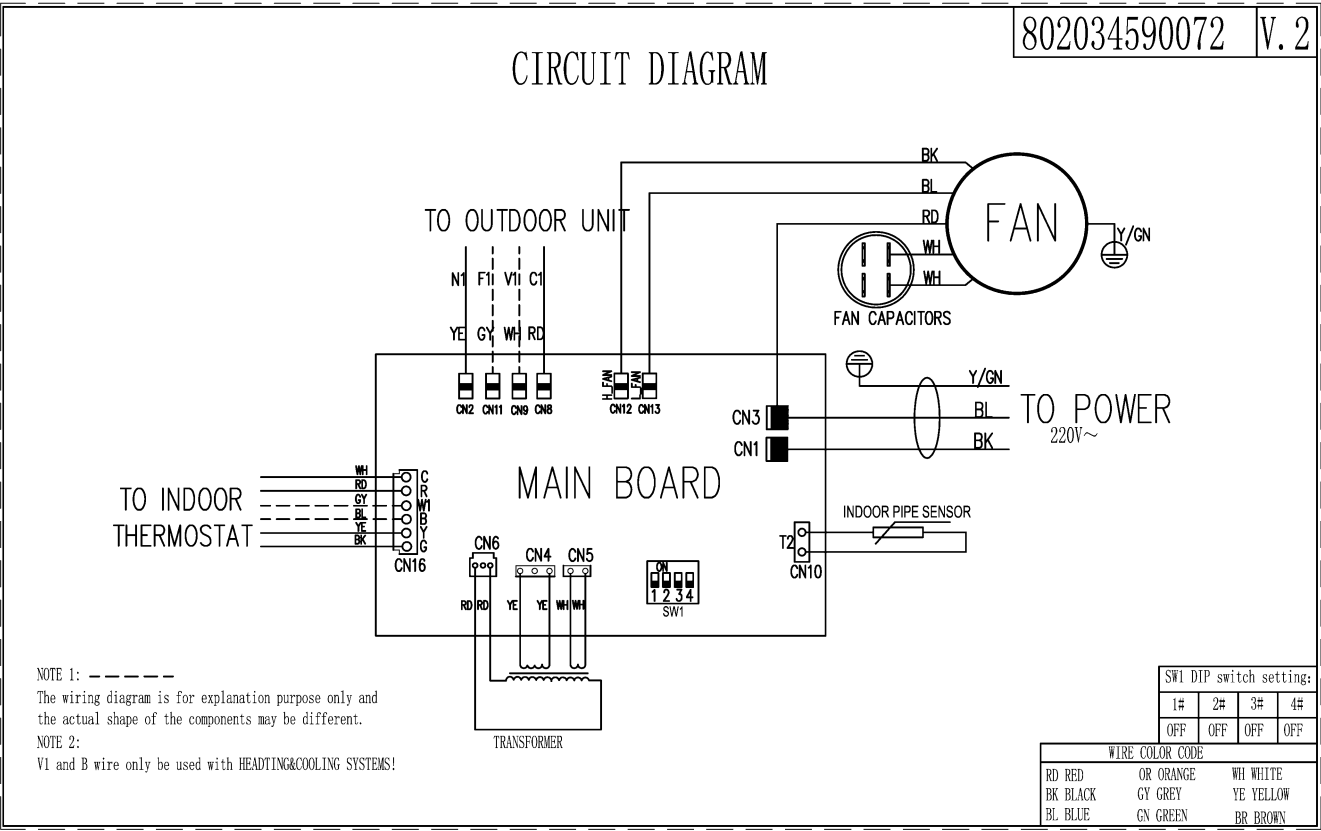 802034590072 V.2
CIRCUIT DIAGRAM
BK
BL
RD
WH
WH
FAN
Y/GN
FAN CAPACITORS
TO OUTDOOR UNIT
N1 F1 V1 C1
YE GY WH RD
CN2 CN11 CN9 CN8
H_FAN
CN12 CN13
CN3
CN1
Y/GN
BL
BK
TO POWER
220V~
MAIN BOARD
TO INDOOR
THERMOSTAT
WH C
RD R
GY W1
BL B
YE Y
BK G
CN16
INDOOR PIPE SENSOR
T2
CN10
CN6 CN4 CN5
RD RD YE YE WH WH
ON
1 2 3 4
SW1
TRANSFORMER
NOTE 1:
The wiring diagram is for explanation purpose only and
the actual shape of the components may be different.
NOTE 2:
V1 and B wire only be used with HEADTING&COOLING SYSTEMS!
SW1 DIP switch setting:
1# 2# 3# 4#
OFF OFF OFF OFF
WIRE COLOR CODE
RD RED OR ORANGE WH WHITE
BK BLACK GY GREY YE YELLOW
BL BLUE GN GREEN BR BROWN